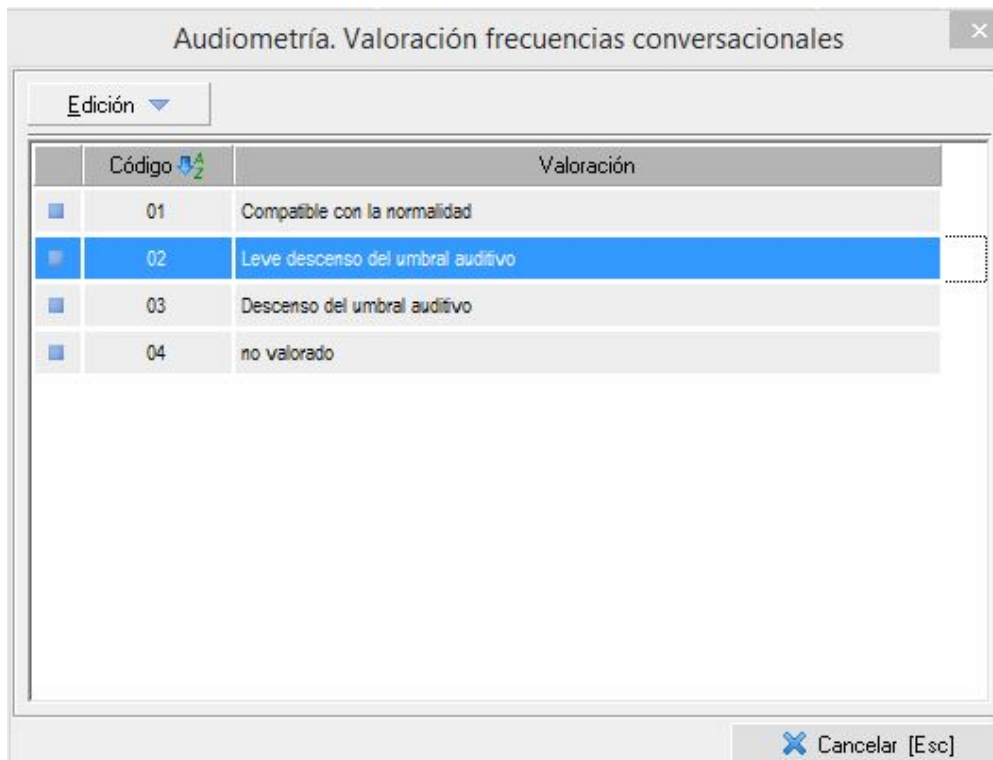 Audiometría. Valoración frecuencias conversacionales
Edición
Código Valoración
01 Compatible con la normalidad
02 Leve descenso del umbral auditivo
03 Descenso del umbral auditivo
04 no valorado
Cancelar [Esc]